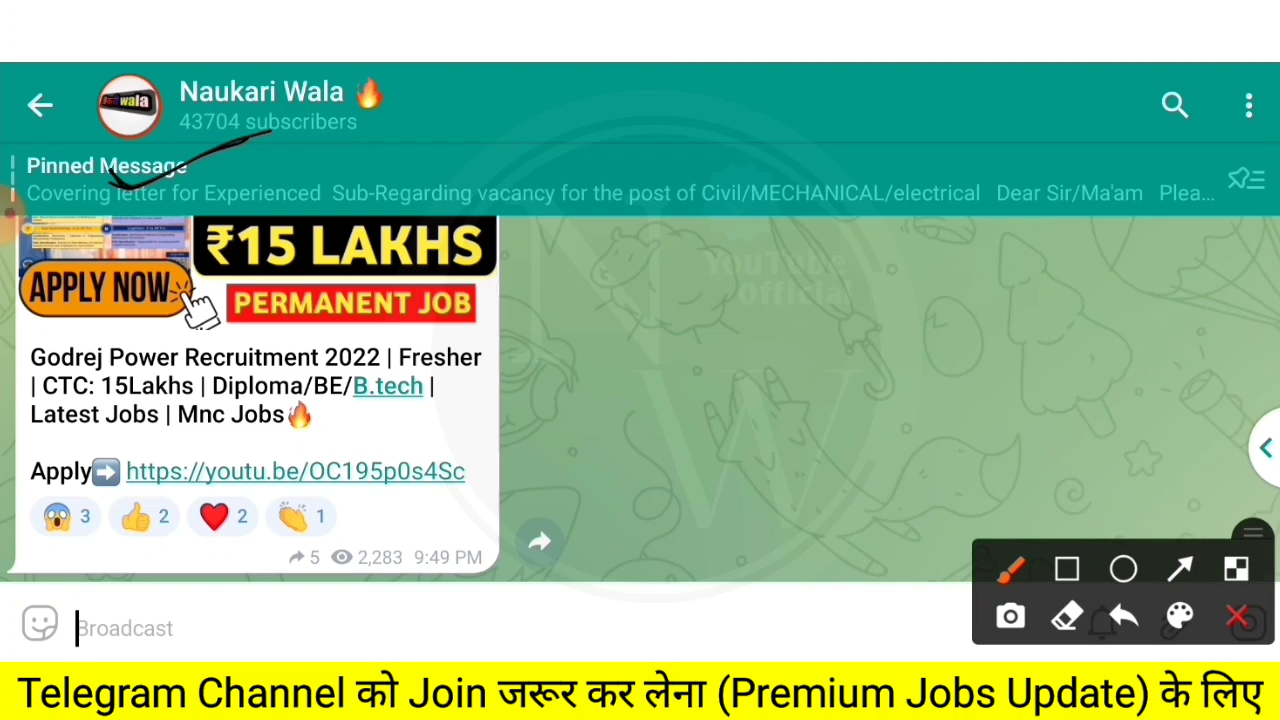 Naukari Wala 🔥
43704 subscribers
Pinned Message
Covering letter for Experienced Sub-Regarding vacancy for the post of Civil/MECHANICAL/electrical Dear Sir/Ma'am Plea...
wala
₹15 LAKHS
APPLY NOW
PERMANENT JOB
YouTube
Official
N
W
Godrej Power Recruitment 2022 | Fresher
| CTC: 15Lakhs | Diploma/BE/B.tech |
Latest Jobs | Mnc Jobs🔥
Apply➡️ https://youtu.be/OC195p0s4Sc
😱 3 👍 2 ❤️ 2 👏 1
5 2,283 9:49 PM
Broadcast
Telegram Channel को Join जरूर कर लेना (Premium Jobs Update) के लिए